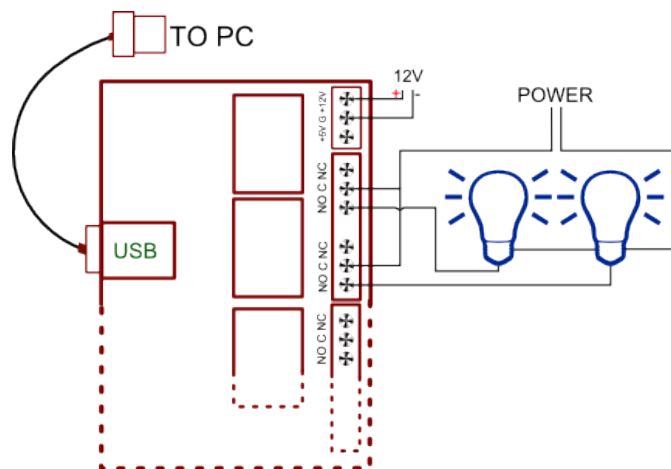 TO PC
12V
+ -
POWER
+5V G +12V
NO C NC
USB
NO C NC
NO C NC